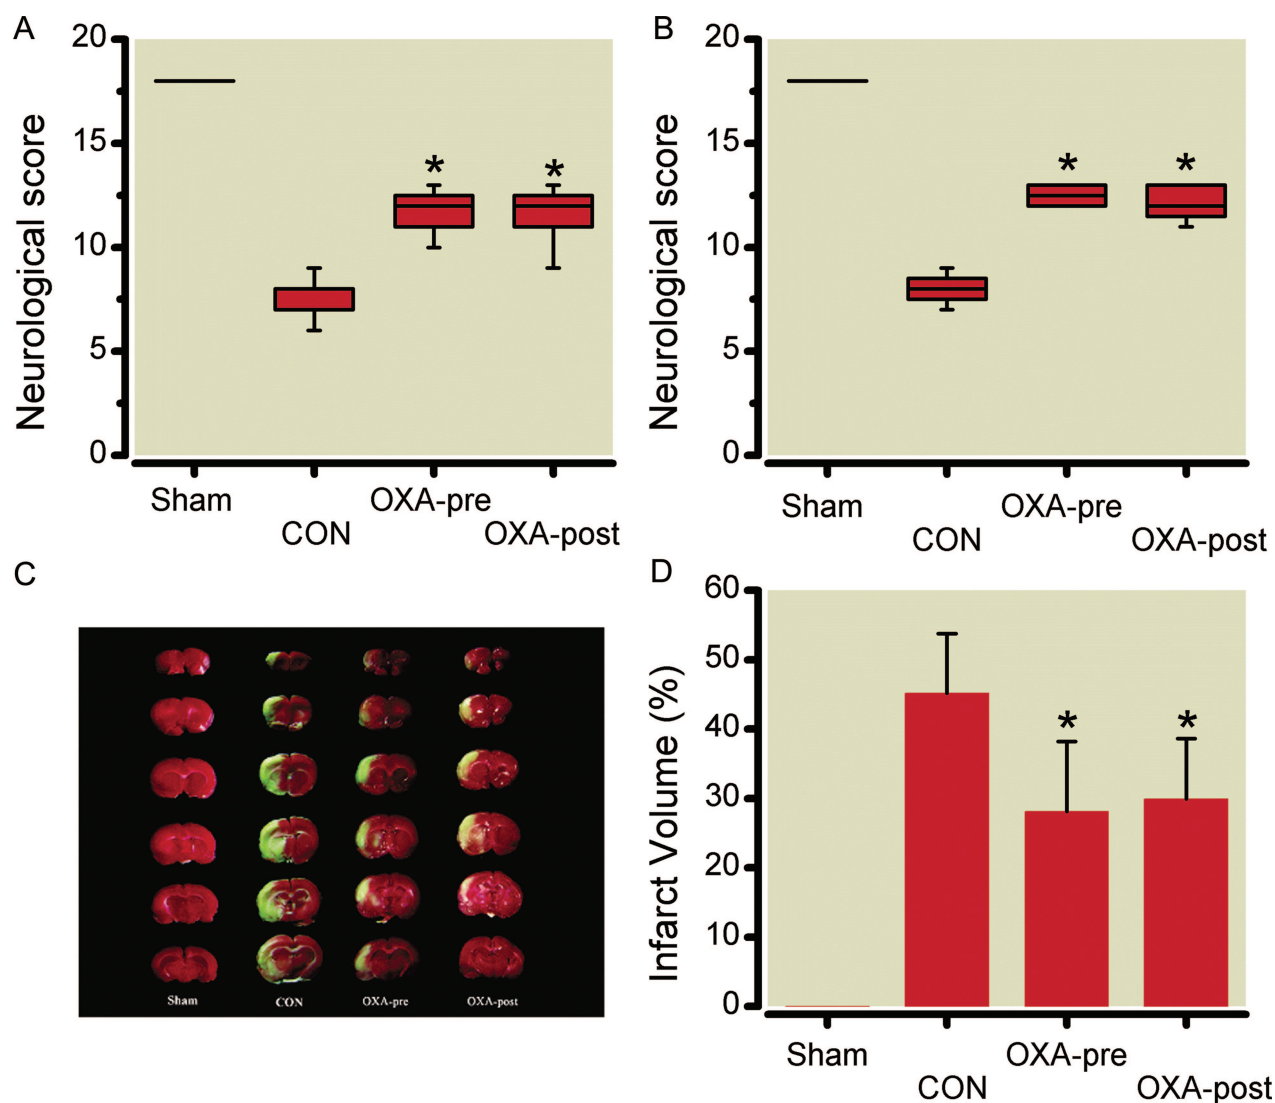 A
20
15
10
5
0
Neurological score
*
*
Sham
CON
OXA-pre
OXA-post
B
20
15
10
5
0
Neurological score
*
*
Sham
CON
OXA-pre
OXA-post
C
Sham
CON
OXA-pre
OXA-post
D
60
50
40
30
20
10
0
Infarct Volume (%)
*
*
Sham
CON
OXA-pre
OXA-post